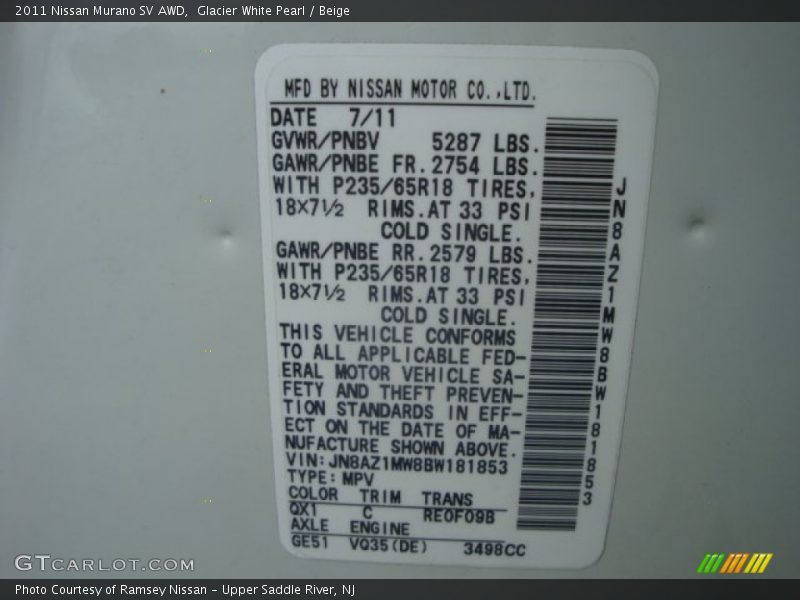 2011 Nissan Murano SV AWD,  Glacier White Pearl / Beige
MFD BY NISSAN MOTOR CO.,LTD.
DATE 7/11
GVWR/PNBV 5287 LBS.
GAWR/PNBE FR. 2754 LBS.
WITH P235/65R18 TIRES,
18×7½ RIMS.AT 33 PSI
COLD SINGLE.
GAWR/PNBE RR. 2579 LBS.
WITH P235/65R18 TIRES,
18×7½ RIMS.AT 33 PSI
COLD SINGLE.
THIS VEHICLE CONFORMS
TO ALL APPLICABLE FED-
ERAL MOTOR VEHICLE SA-
FETY AND THEFT PREVEN-
TION STANDARDS IN EFF-
ECT ON THE DATE OF MA-
NUFACTURE SHOWN ABOVE.
VIN:JN8AZ1MW8BW181853
TYPE:MPV
COLOR TRIM TRANS
QX1 C RE0F09B
AXLE ENGINE
GE51 VQ35(DE) 3498CC
JN8AZ1MW8BW181853
GTCARLOT.COM
Photo Courtesy of Ramsey Nissan - Upper Saddle River, NJ